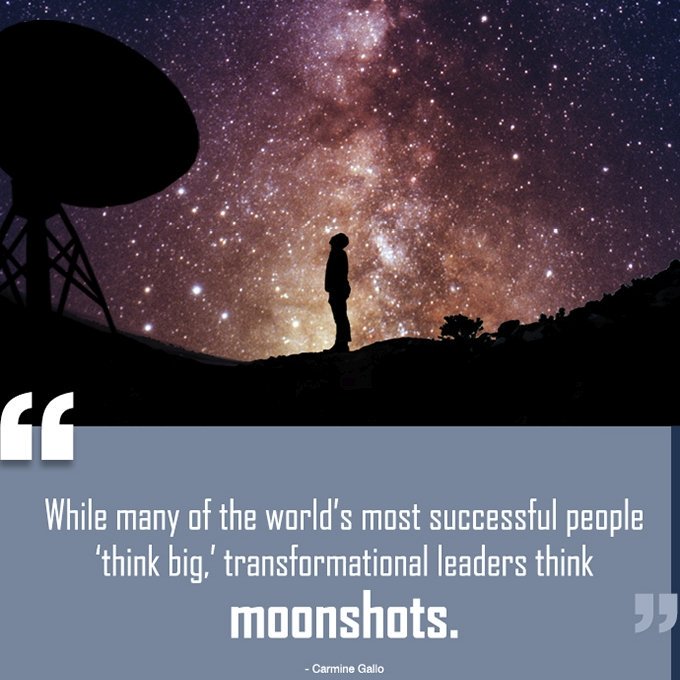 “
While many of the world’s most successful people
‘think big,’ transformational leaders think
moonshots.
”
- Carmine Gallo